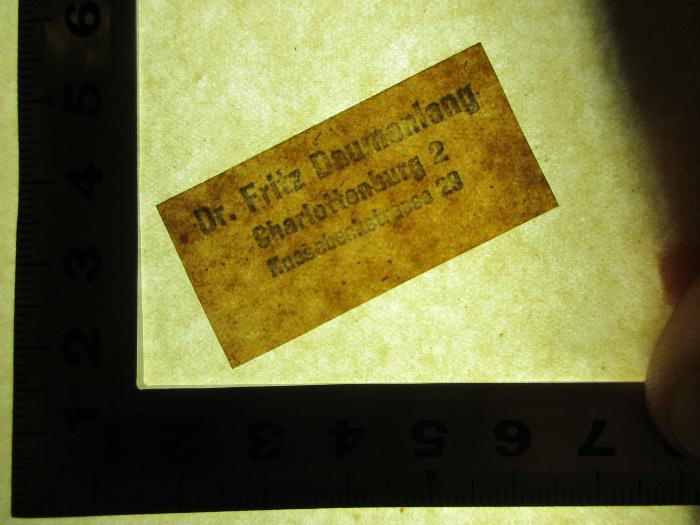 Dr. Fritz Daumenlang
Charlottenburg 2
Knesebeckstrasse 23
6
5
4
3
2
1
1 2 3 4 5 6 7